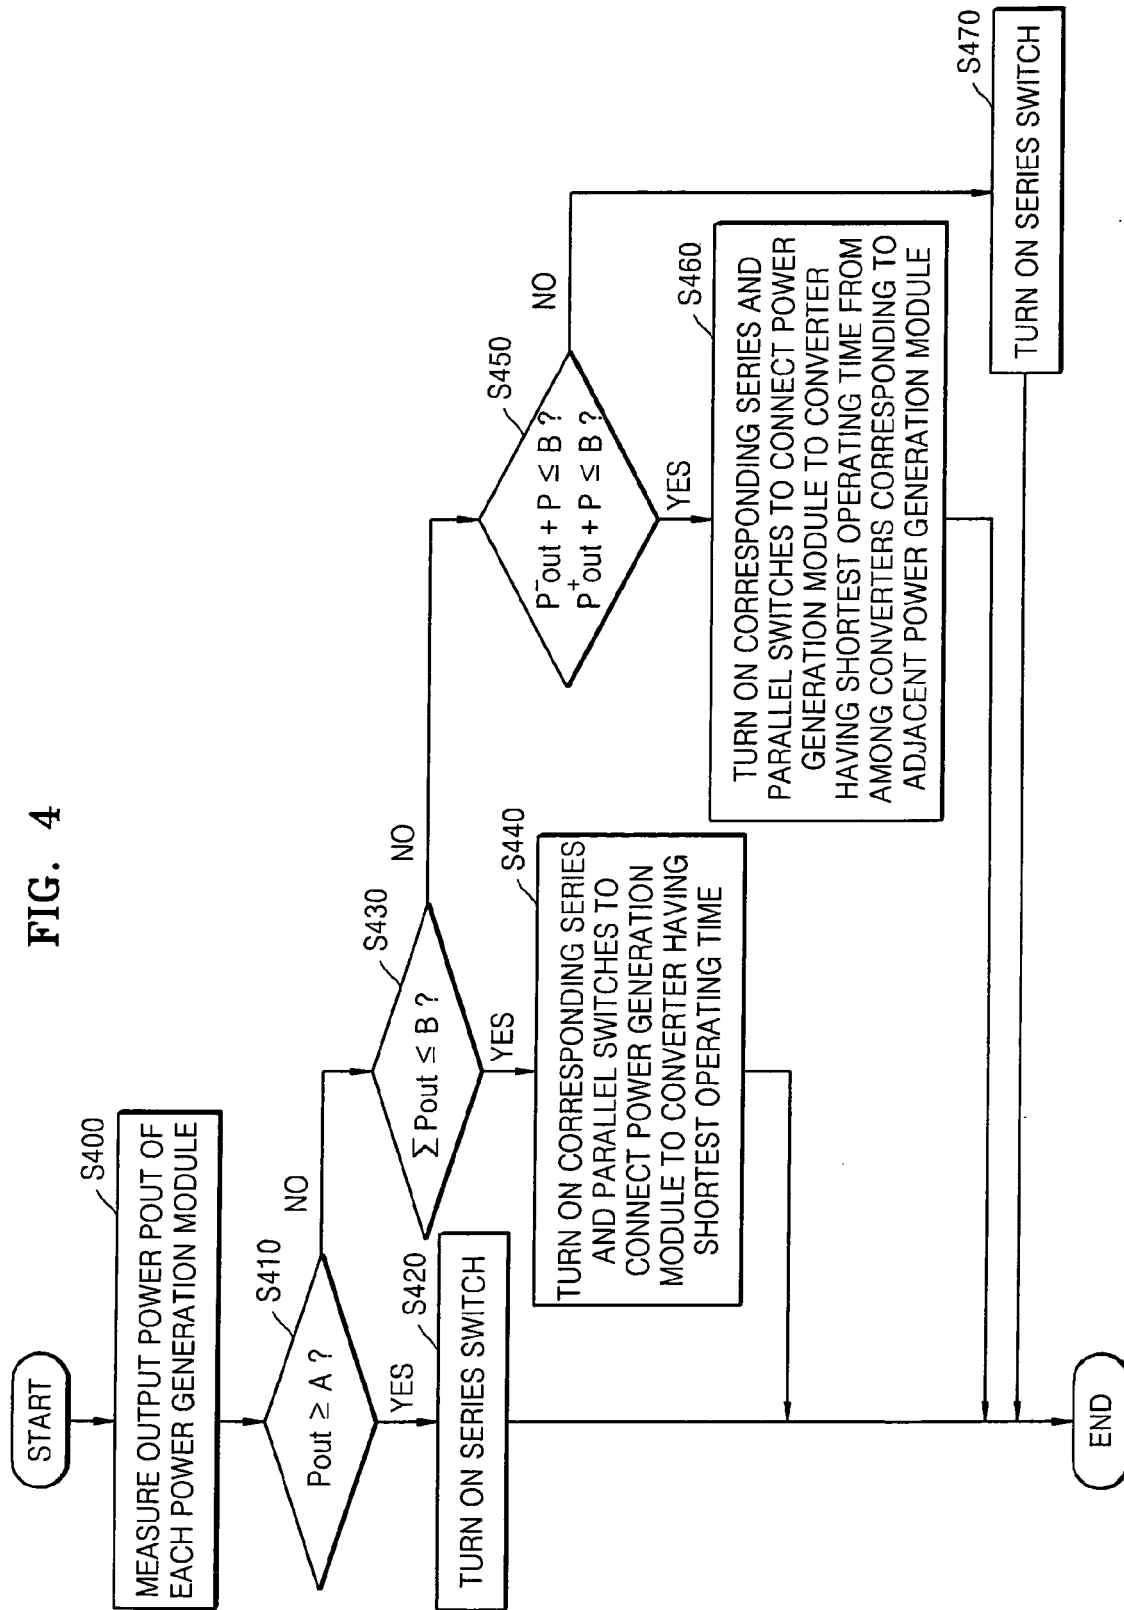 FIG. 4
START
S400
MEASURE OUTPUT POWER POUT OF
EACH POWER GENERATION MODULE
S410
Pout ≥ A ?
NO
YES
S420
TURN ON SERIES SWITCH
S430
∑ Pout ≤ B ?
NO
YES
S440
TURN ON CORRESPONDING SERIES
AND PARALLEL SWITCHES TO
CONNECT POWER GENERATION
MODULE TO CONVERTER HAVING
SHORTEST OPERATING TIME
S450
P⁻out + P ≤ B ?
P⁺out + P ≤ B ?
NO
YES
S460
TURN ON CORRESPONDING SERIES AND
PARALLEL SWITCHES TO CONNECT POWER
GENERATION MODULE TO CONVERTER
HAVING SHORTEST OPERATING TIME FROM
AMONG CONVERTERS CORRESPONDING TO
ADJACENT POWER GENERATION MODULE
S470
TURN ON SERIES SWITCH
END